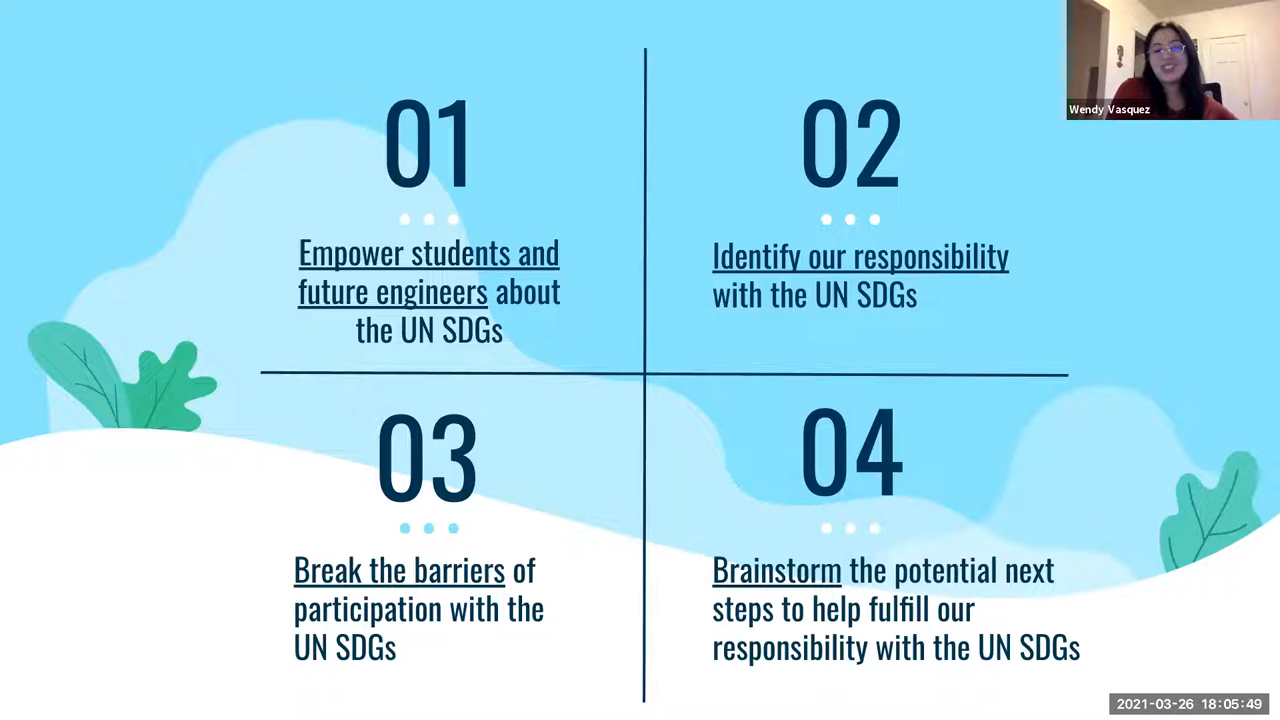 Wendy Vasquez
01
Empower students and
future engineers about
the UN SDGs
02
Identify our responsibility
with the UN SDGs
03
Break the barriers of
participation with the
UN SDGs
04
Brainstorm the potential next
steps to help fulfill our
responsibility with the UN SDGs
2021-03-26 18:05:49